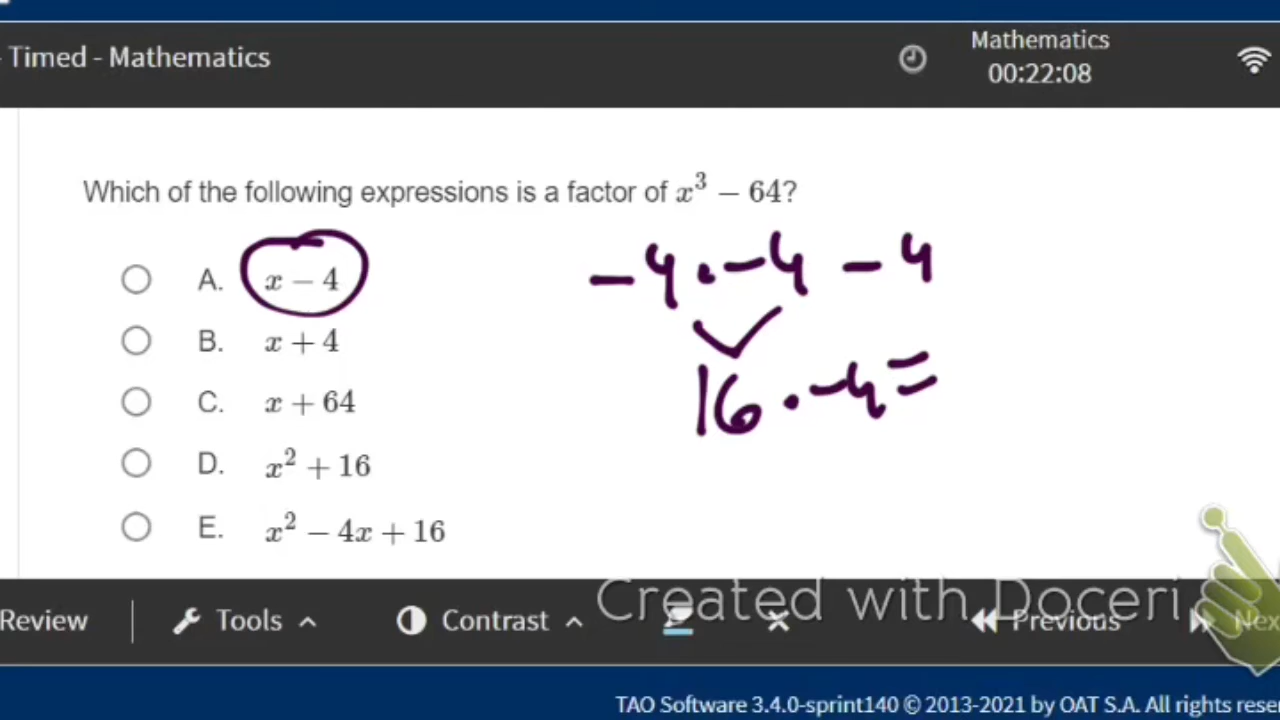 - Timed - Mathematics
Mathematics
00:22:08
Which of the following expressions is a factor of x³ − 64?
A. x − 4
B. x + 4
C. x + 64
D. x² + 16
E. x² − 4x + 16
−4 · −4 −4
16 · −4 =
Created with Doceri
Review
Tools
Contrast
Previous
TAO Software 3.4.0-sprint140 © 2013-2021 by OAT S.A. All rights rese